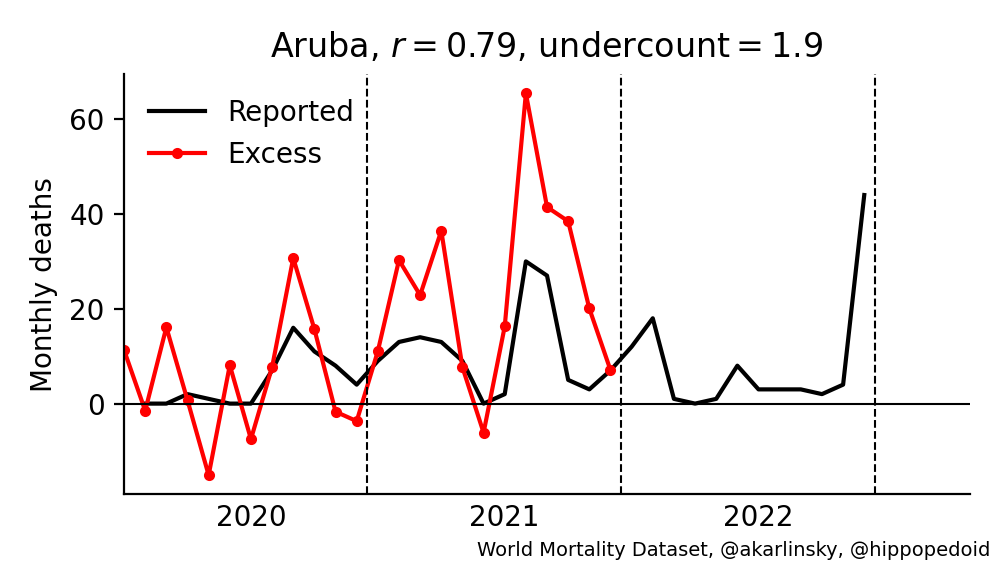 Aruba, r = 0.79, undercount = 1.9
Reported
Excess
Monthly deaths
60
40
20
0
2020 2021 2022
World Mortality Dataset, @akarlinsky, @hippopedoid